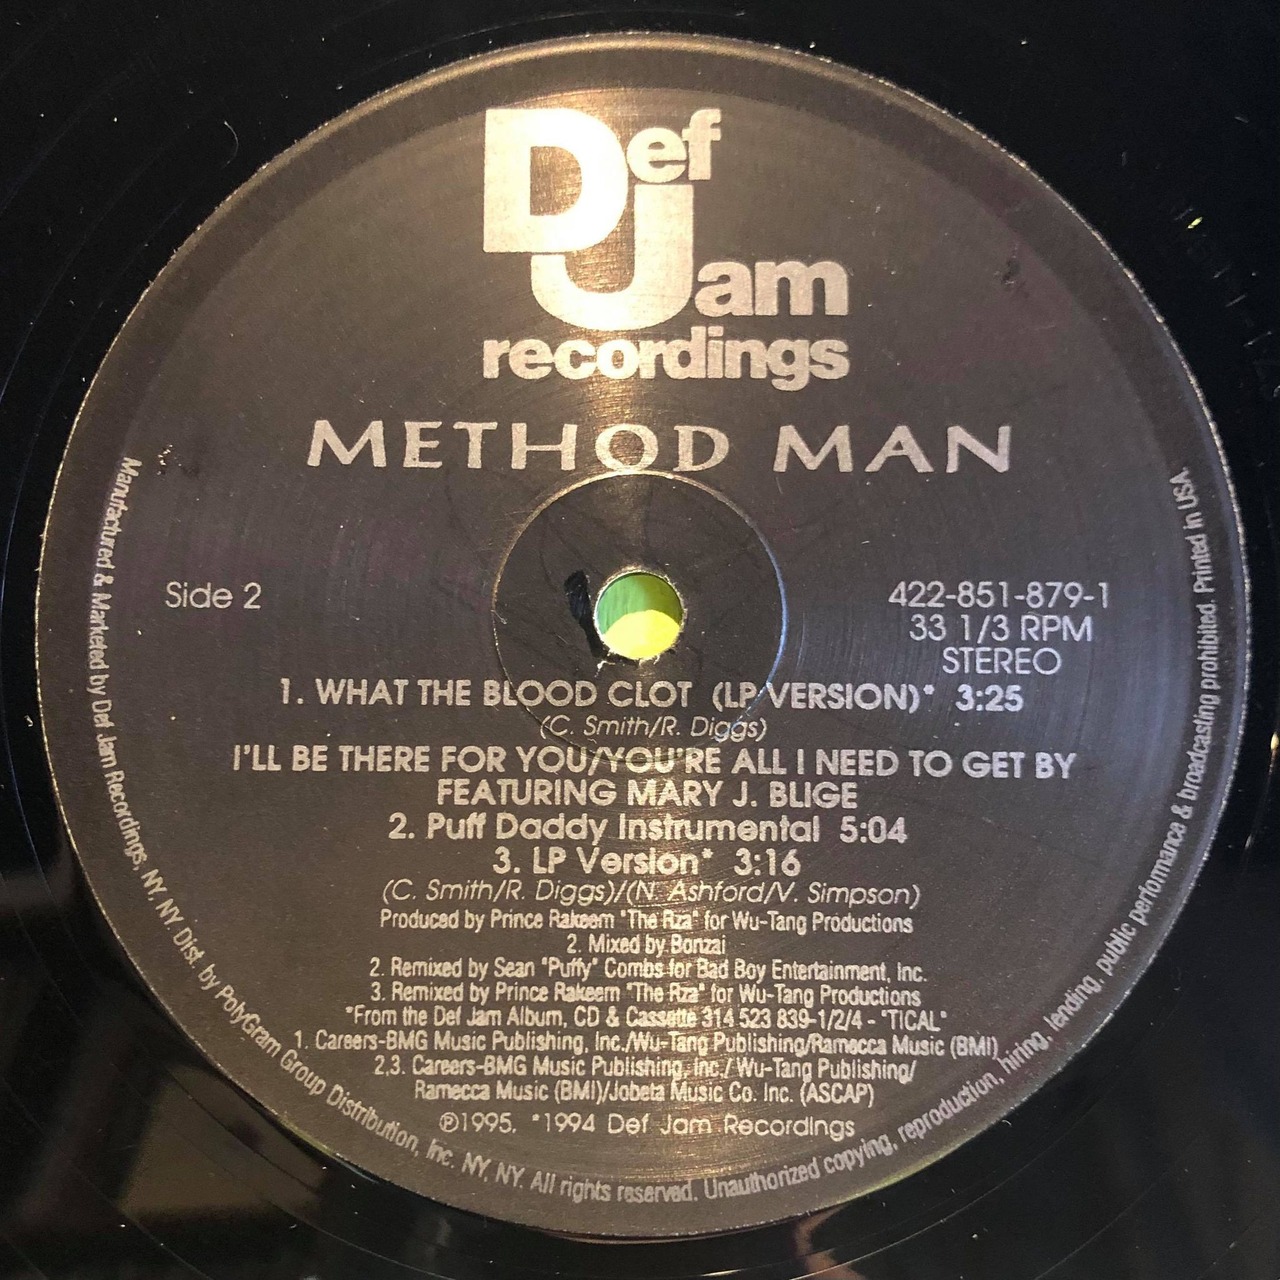 Def
Jam
recordings
METHOD MAN
Side 2
422-851-879-1
33 1/3 RPM
STEREO
1. WHAT THE BLOOD CLOT (LP VERSION)* 3:25
(C. Smith/R. Diggs)
I'LL BE THERE FOR YOU/YOU'RE ALL I NEED TO GET BY
FEATURING MARY J. BLIGE
2. Puff Daddy Instrumental 5:04
3. LP Version* 3:16
(C. Smith/R. Diggs)/(N. Ashford/V. Simpson)
Produced by Prince Rakeem "The Rza" for Wu-Tang Productions
2. Mixed by Bonzai
2. Remixed by Sean "Puffy" Combs for Bad Boy Entertainment, Inc.
3. Remixed by Prince Rakeem "The Rza" for Wu-Tang Productions
*From the Def Jam Album, CD & Cassette 314 523 839-1/2/4 - "TICAL"
1. Careers-BMG Music Publishing, Inc./Wu-Tang Publishing/Ramecca Music (BMI)
2,3. Careers-BMG Music Publishing, Inc./ Wu-Tang Publishing/
Ramecca Music (BMI)/Jobeta Music Co. Inc. (ASCAP)
℗1995, *1994 Def Jam Recordings
Manufactured & Marketed by Def Jam Recordings, NY, NY. Dist. by PolyGram Group Distribution, Inc. NY, NY. All rights reserved. Unauthorized copying, reproduction, hiring, lending, public performance & broadcasting prohibited. Printed in USA.